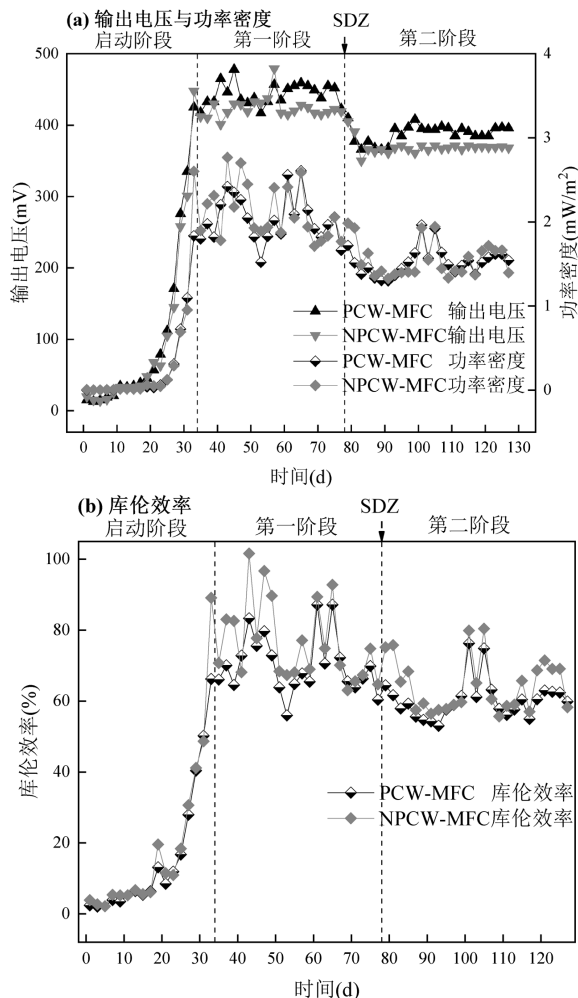 (a) 输出电压与功率密度
SDZ
启动阶段 第一阶段 第二阶段
500
400
300
200
100
0
输出电压(mV)
4
3
2
1
0
功率密度(mW/m²)
PCW-MFC 输出电压
NPCW-MFC输出电压
PCW-MFC 功率密度
NPCW-MFC功率密度
0 10 20 30 40 50 60 70 80 90 100 110 120 130
时间(d)
(b) 库伦效率
SDZ
启动阶段 第一阶段 第二阶段
100
80
60
40
20
0
库伦效率(%)
PCW-MFC 库伦效率
NPCW-MFC库伦效率
0 10 20 30 40 50 60 70 80 90 100 110 120
时间(d)